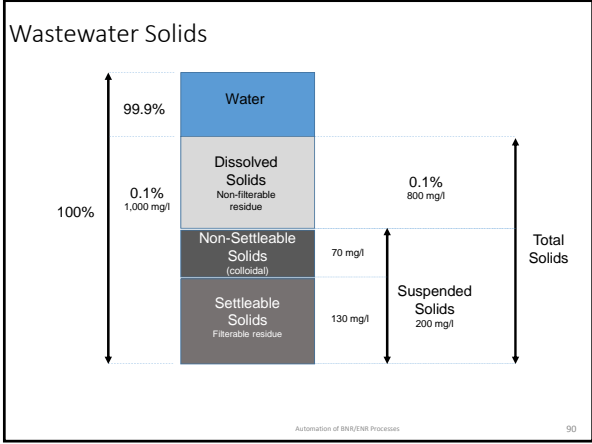 Wastewater Solids
99.9%
Water
100%
0.1%
1,000 mg/l
Dissolved
Solids
Non-filterable
residue
0.1%
800 mg/l
Non-Settleable
Solids
(colloidal)
70 mg/l
Settleable
Solids
Filterable residue
130 mg/l
Suspended
Solids
200 mg/l
Total
Solids
Automation of BNR/ENR Processes
90